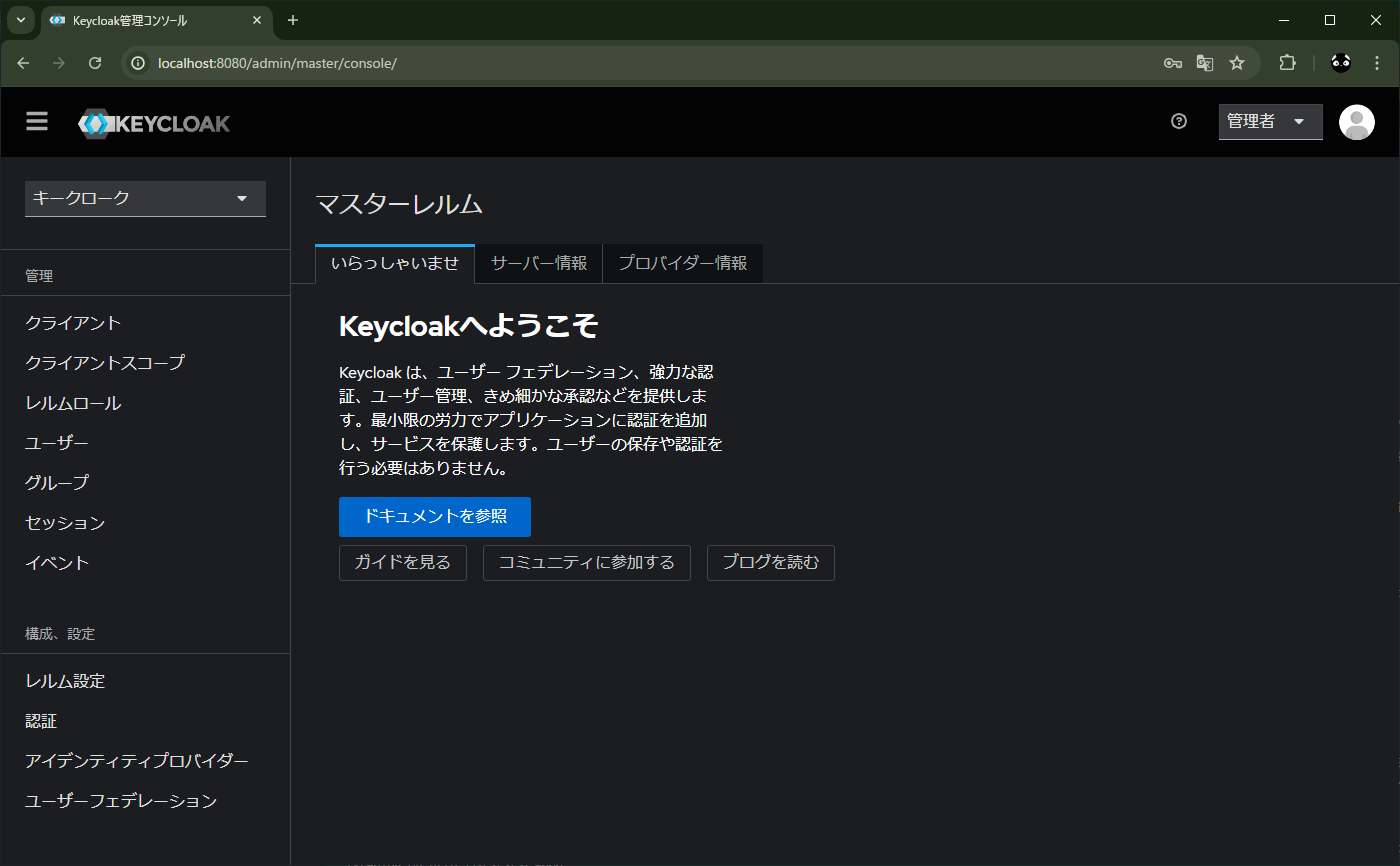 Keycloak管理コンソール
localhost:8080/admin/master/console/
KEYCLOAK
管理者
キークローク
管理
クライアント
クライアントスコープ
レルムロール
ユーザー
グループ
セッション
イベント
構成、設定
レルム設定
認証
アイデンティティプロバイダー
ユーザーフェデレーション
マスターレルム
いらっしゃいませ
サーバー情報
プロバイダー情報
Keycloakへようこそ
Keycloak は、ユーザー フェデレーション、強力な認
証、ユーザー管理、きめ細かな承認などを提供しま
す。最小限の労力でアプリケーションに認証を追加
し、サービスを保護します。ユーザーの保存や認証を
行う必要はありません。
ドキュメントを参照
ガイドを見る
コミュニティに参加する
ブログを読む